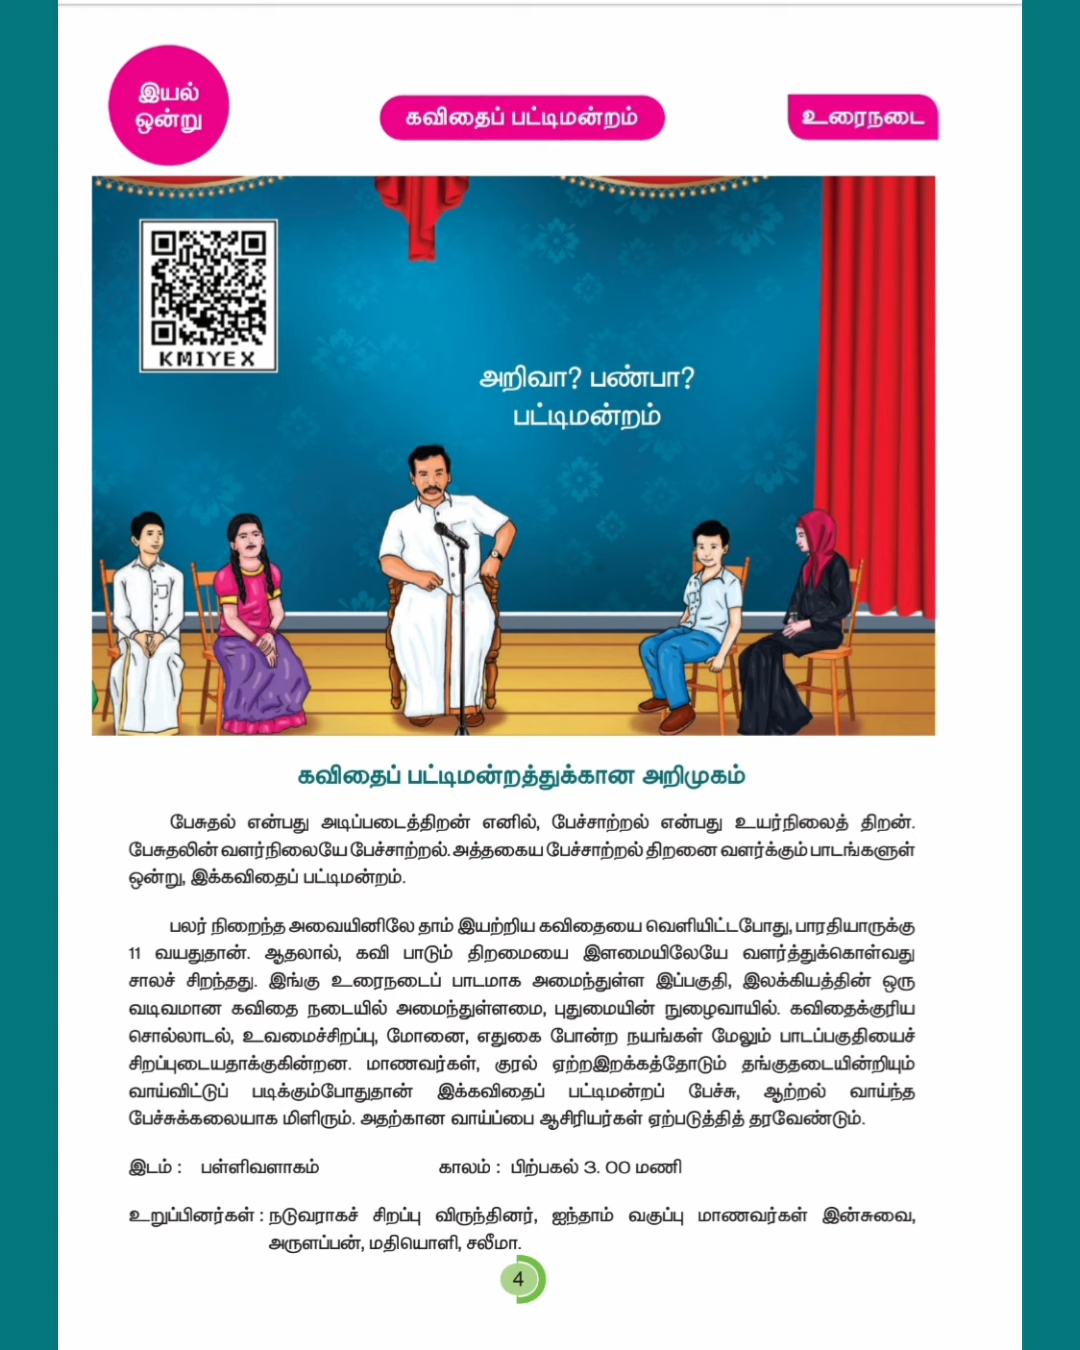 இயல்
ஒன்று
கவிதைப் பட்டிமன்றம்
உரைநடை
KMIYEX
அறிவா? பண்பா?
பட்டிமன்றம்
கவிதைப் பட்டிமன்றத்துக்கான அறிமுகம்
பேசுதல் என்பது அடிப்படைத்திறன் எனில், பேச்சாற்றல் என்பது உயர்நிலைத் திறன்.
பேசுதலின் வளர்நிலையே பேச்சாற்றல். அத்தகைய பேச்சாற்றல் திறனை வளர்க்கும் பாடங்களுள்
ஒன்று, இக்கவிதைப் பட்டிமன்றம்.
பலர் நிறைந்த அவையினிலே தாம் இயற்றிய கவிதையை வெளியிட்டபோது, பாரதியாருக்கு
11 வயதுதான். ஆதலால், கவி பாடும் திறமையை இளமையிலேயே வளர்த்துக்கொள்வது
சாலச் சிறந்தது. இங்கு உரைநடைப் பாடமாக அமைந்துள்ள இப்பகுதி, இலக்கியத்தின் ஒரு
வடிவமான கவிதை நடையில் அமைந்துள்ளமை, புதுமையின் நுழைவாயில். கவிதைக்குரிய
சொல்லாடல், உவமைச்சிறப்பு, மோனை, எதுகை போன்ற நயங்கள் மேலும் பாடப்பகுதியைச்
சிறப்புடையதாக்குகின்றன. மாணவர்கள், குரல் ஏற்றஇறக்கத்தோடும் தங்குதடையின்றியும்
வாய்விட்டுப் படிக்கும்போதுதான் இக்கவிதைப் பட்டிமன்றப் பேச்சு, ஆற்றல் வாய்ந்த
பேச்சுக்கலையாக மிளிரும். அதற்கான வாய்ப்பை ஆசிரியர்கள் ஏற்படுத்தித் தரவேண்டும்.
இடம் : பள்ளிவளாகம் காலம் : பிற்பகல் 3. 00 மணி
உறுப்பினர்கள் : நடுவராகச் சிறப்பு விருந்தினர், ஐந்தாம் வகுப்பு மாணவர்கள் இன்சுவை,
அருளப்பன், மதியொளி, சலீமா.
4